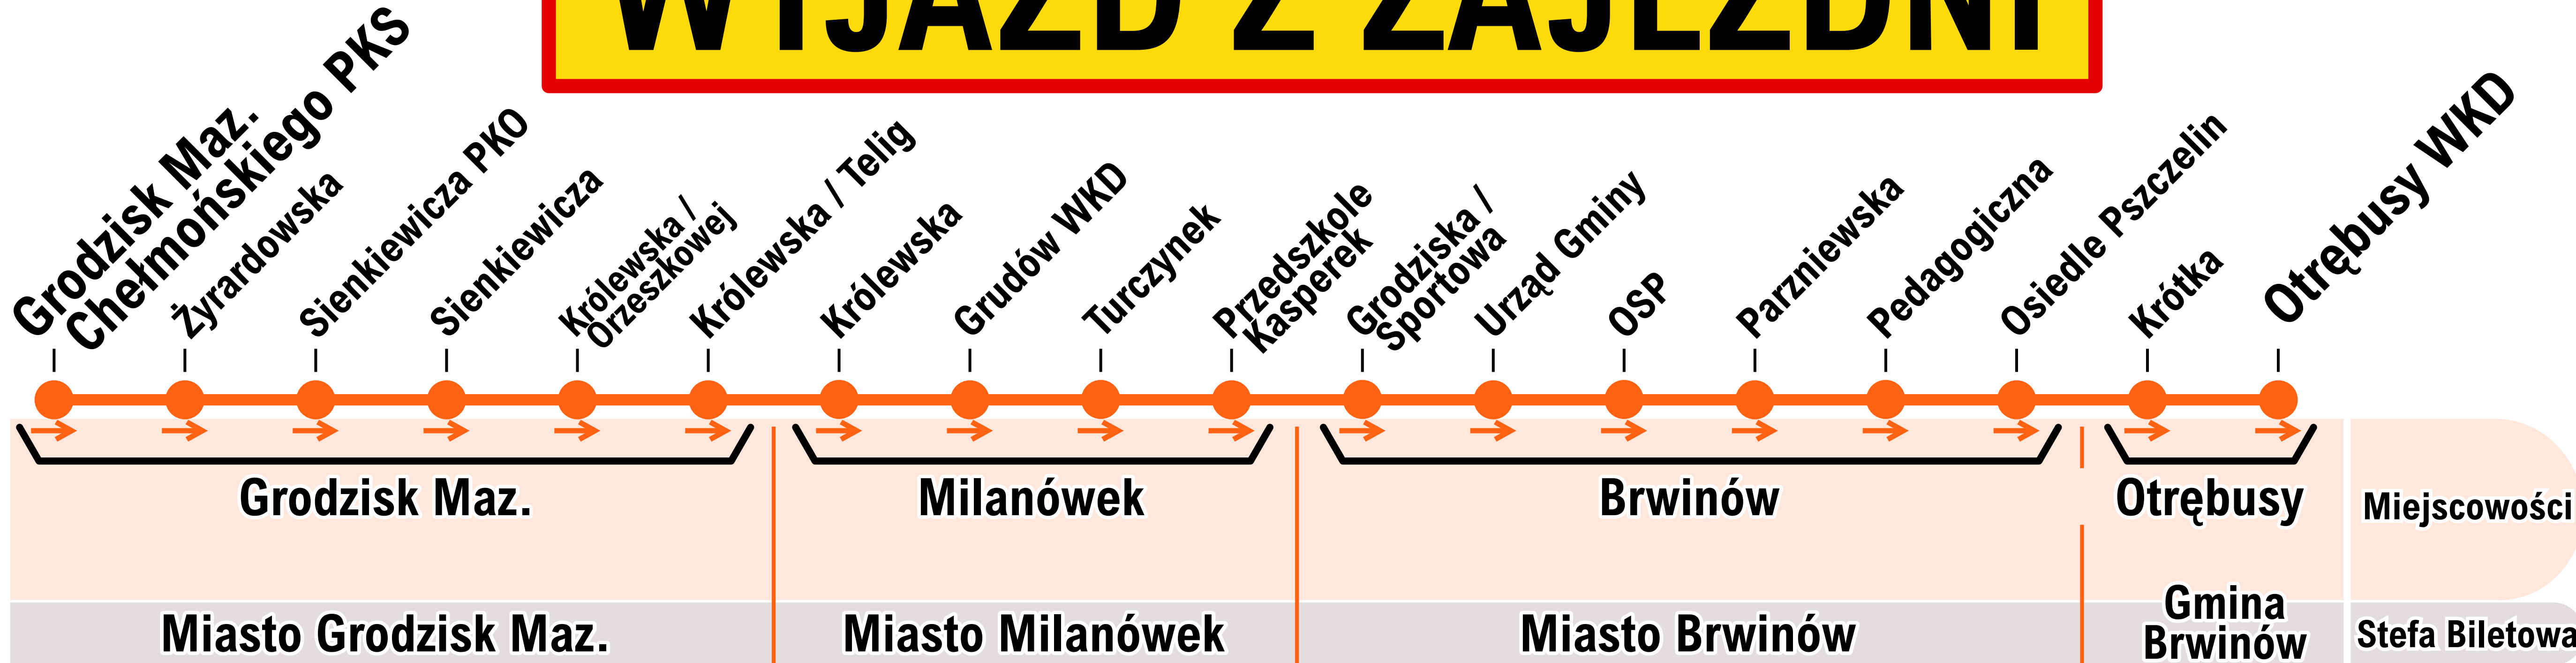 WYJAZD Z ZAJEZDNI
Grodzisk Maz.
Chełmońskiego PKS
Żyrardowska
Sienkiewicza PKO
Sienkiewicza
Królewska /
Orzeszkowej
Królewska / Telig
Królewska
Grudów WKD
Turczynek
Przedszkole
Kasperek
Grodziska /
Sportowa
Urząd Gminy
OSP
Parzniewska
Pedagogiczna
Osiedle Pszczelin
Krótka
Otrębusy WKD
Grodzisk Maz.
Milanówek
Brwinów
Otrębusy
Miejscowości
Miasto Grodzisk Maz.
Miasto Milanówek
Miasto Brwinów
Gmina
Brwinów
Stefa Biletowa